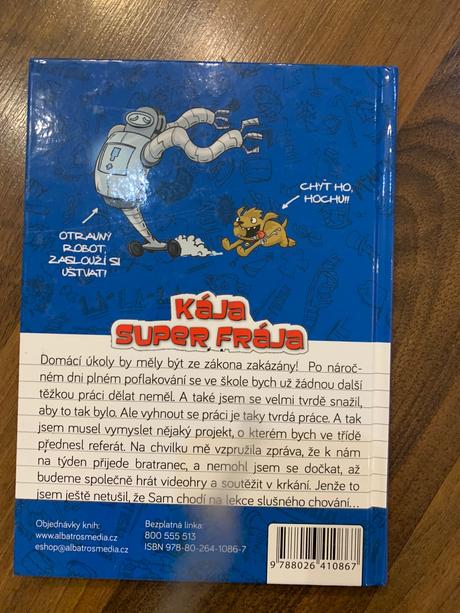 CHYŤ HO,
HOCHU!!
OTRAVNÝ
ROBOT,
ZASLOUŽÍ SI
UŠTVAT!
KÁJA
SUPER FRÁJA
Domácí úkoly by měly být ze zákona zakázány! Po nároč-
ném dni plném poflakování se ve škole bych už žádnou další
těžkou práci dělat neměl. A také jsem se velmi tvrdě snažil,
aby to tak bylo. Ale vyhnout se práci je taky tvrdá práce. A tak
jsem musel vymyslet nějaký projekt, o kterém bych ve třídě
přednesl referát. Na chvilku mě vzpružila zpráva, že k nám
na týden přijede bratranec, a nemohl jsem se dočkat, až
budeme společně hrát videohry a soutěžit v krkání. Jenže to
jsem ještě netušil, že Sam chodí na lekce slušného chování...
Objednávky knih:
www.albatrosmedia.cz
eshop@albatrosmedia.cz
Bezplatná linka:
800 555 513
ISBN 978-80-264-1086-7
9 788026 410867